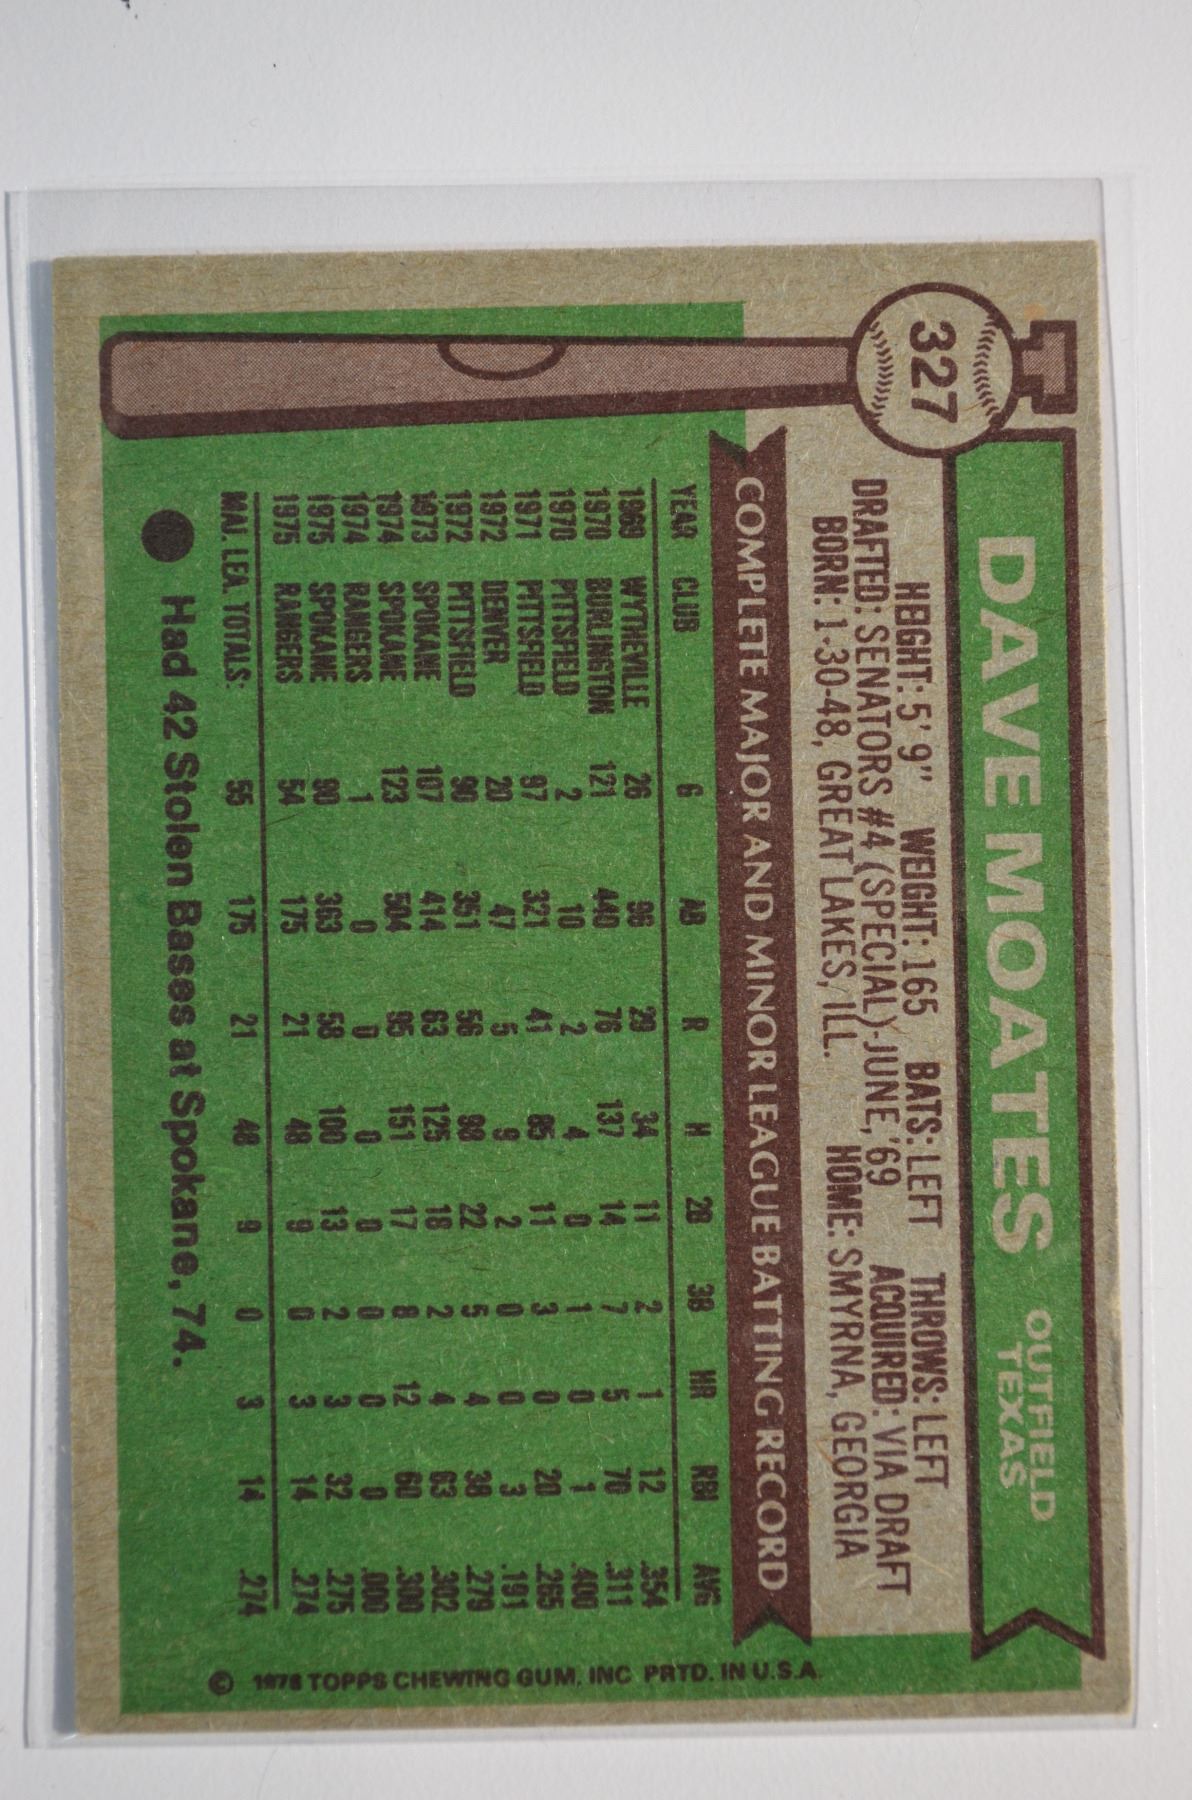 327
DAVE MOATES
OUTFIELD
TEXAS
HEIGHT: 5' 9" WEIGHT: 165 BATS: LEFT THROWS: LEFT
DRAFTED: SENATORS #4 (SPECIAL)-JUNE, '69 ACQUIRED: VIA DRAFT
BORN: 1-30-48, GREAT LAKES, ILL. HOME: SMYRNA, GEORGIA
COMPLETE MAJOR AND MINOR LEAGUE BATTING RECORD
YEAR CLUB G AB R H 2B 3B HR RBI AVG
1969 WYTHEVILLE 26 96 29 34 11 2 1 12 .354
1970 BURLINGTON 121 440 76 137 14 7 5 70 .311
1970 PITTSFIELD 2 10 2 4 0 1 0 1 .400
1971 PITTSFIELD 97 321 41 85 11 3 0 20 .265
1972 DENVER 20 47 5 9 2 0 0 3 .191
1972 PITTSFIELD 90 351 56 98 22 5 4 38 .279
1973 SPOKANE 107 414 63 125 18 2 4 63 .302
1974 SPOKANE 123 504 95 151 17 8 12 60 .300
1974 RANGERS 1 0 0 0 0 0 0 0 .000
1975 SPOKANE 90 363 58 100 13 2 3 32 .275
1975 RANGERS 54 175 21 48 9 0 3 14 .274
MAJ. LEA. TOTALS: 55 175 21 48 9 0 3 14 .274
● Had 42 Stolen Bases at Spokane, 74.
© 1976 TOPPS CHEWING GUM, INC PRTD. IN U.S.A.